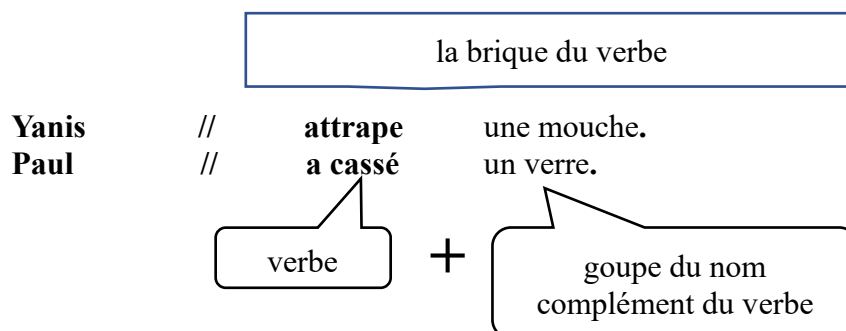 la brique du verbe
Yanis // attrape une mouche.
Paul // a cassé un verre.
verbe + goupe du nom
complément du verbe